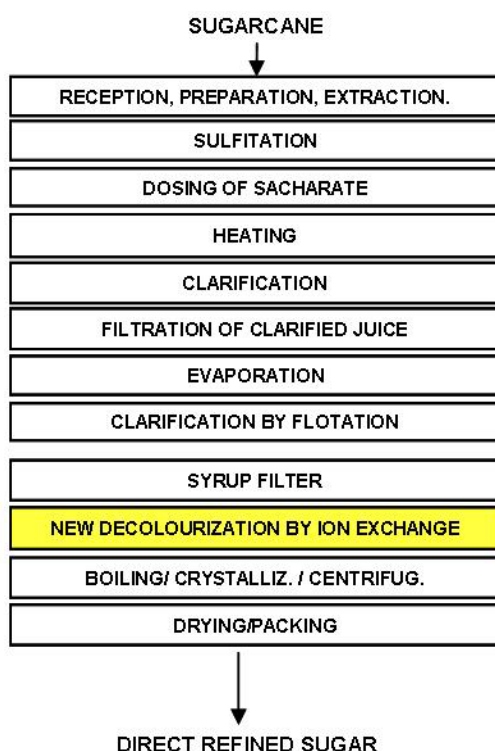 SUGARCANE
RECEPTION, PREPARATION, EXTRACTION.
SULFITATION
DOSING OF SACHARATE
HEATING
CLARIFICATION
FILTRATION OF CLARIFIED JUICE
EVAPORATION
CLARIFICATION BY FLOTATION
SYRUP FILTER
NEW DECOLOURIZATION BY ION EXCHANGE
BOILING/ CRYSTALLIZ. / CENTRIFUG.
DRYING/PACKING
DIRECT REFINED SUGAR